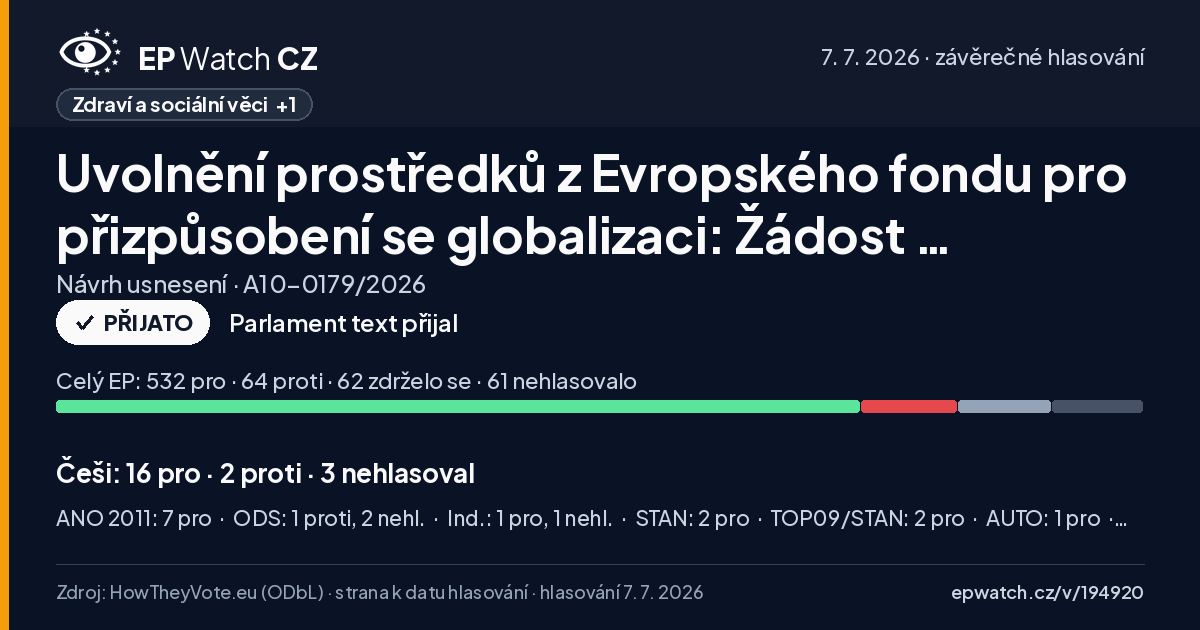 EP Watch CZ
7. 7. 2026 · závěrečné hlasování
Zdraví a sociální věci +1
Uvolnění prostředků z Evropského fondu pro
přizpůsobení se globalizaci: Žádost ...
Návrh usnesení · A10-0179/2026
✓ PŘIJATO Parlament text přijal
Celý EP: 532 pro · 64 proti · 62 zdrželo se · 61 nehlasovalo
Češi: 16 pro · 2 proti · 3 nehlasoval
ANO 2011: 7 pro · ODS: 1 proti, 2 nehl. · Ind.: 1 pro, 1 nehl. · STAN: 2 pro · TOP09/STAN: 2 pro · AUTO: 1 pro ·…
Zdroj: HowTheyVote.eu (ODbL) · strana k datu hlasování · hlasování 7. 7. 2026
epwatch.cz/v/194920